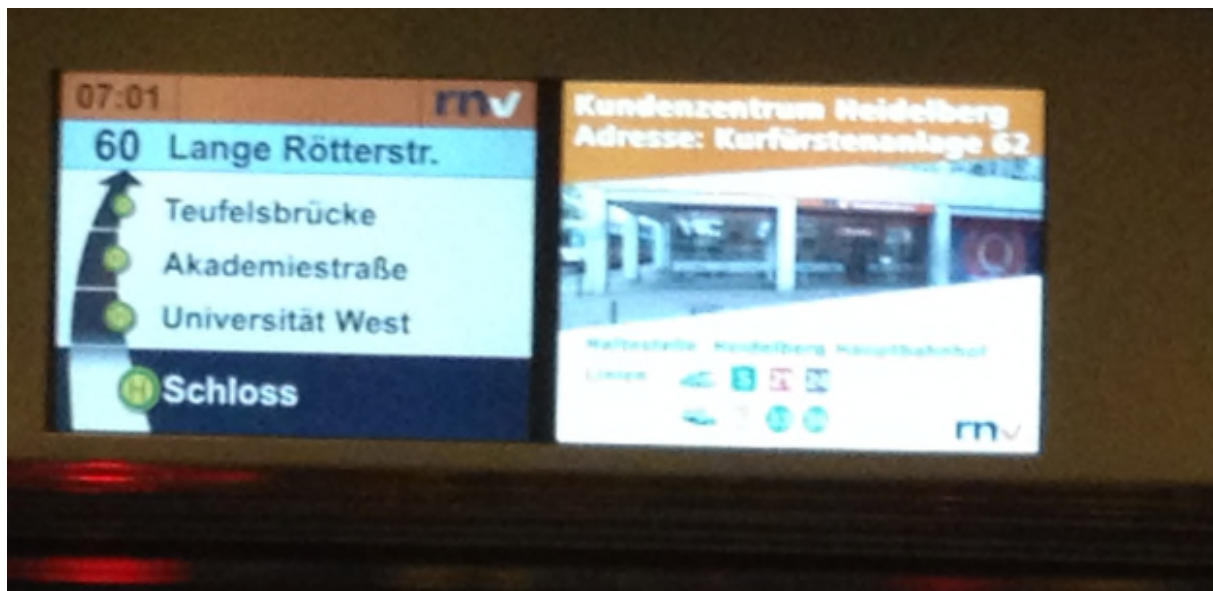 07:01
rnv
60 Lange Rötterstr.
Teufelsbrücke
Akademiestraße
Universität West
H Schloss
Kundenzentrum Heidelberg
Adresse: Kurfürstenanlage 62
Haltestelle Heidelberg Hauptbahnhof
Linien
rnv